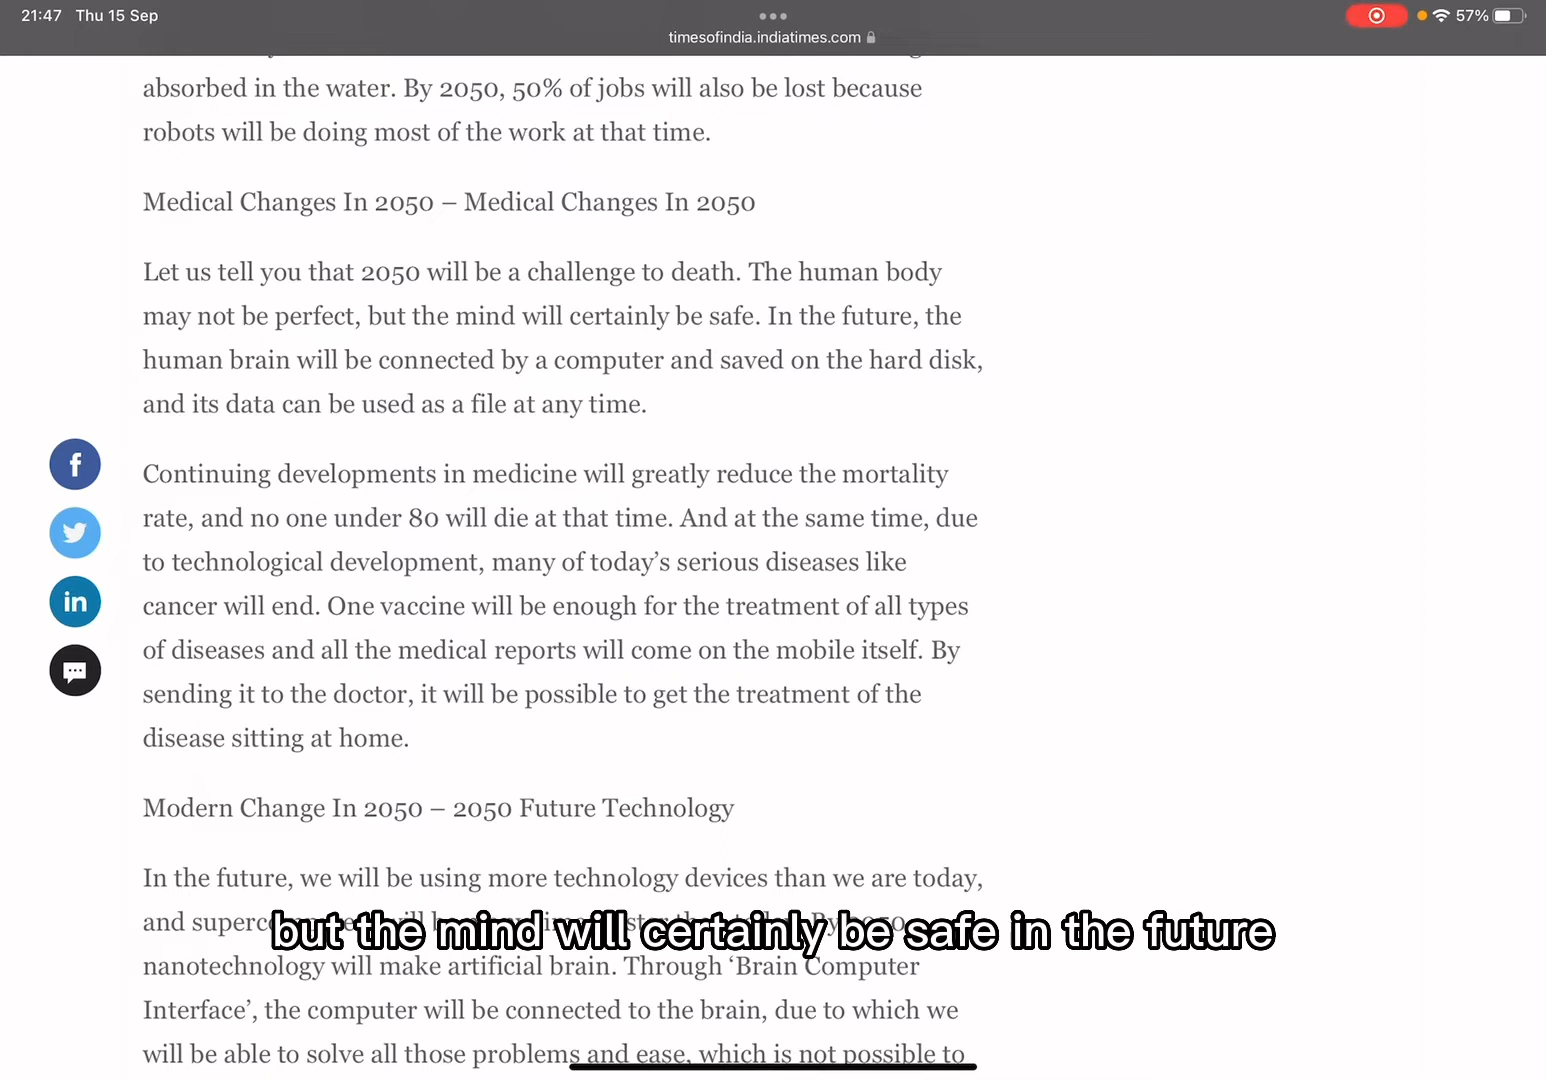 21:47 Thu 15 Sep
57%
timesofindia.indiatimes.com
absorbed in the water. By 2050, 50% of jobs will also be lost because
robots will be doing most of the work at that time.
Medical Changes In 2050 – Medical Changes In 2050
Let us tell you that 2050 will be a challenge to death. The human body
may not be perfect, but the mind will certainly be safe. In the future, the
human brain will be connected by a computer and saved on the hard disk,
and its data can be used as a file at any time.
f
in
Continuing developments in medicine will greatly reduce the mortality
rate, and no one under 80 will die at that time. And at the same time, due
to technological development, many of today’s serious diseases like
cancer will end. One vaccine will be enough for the treatment of all types
of diseases and all the medical reports will come on the mobile itself. By
sending it to the doctor, it will be possible to get the treatment of the
disease sitting at home.
Modern Change In 2050 – 2050 Future Technology
In the future, we will be using more technology devices than we are today,
and By 2050
but the mind will certainly be safe in the future
nanotechnology will make artificial brain. Through ‘Brain Computer
Interface’, the computer will be connected to the brain, due to which we
will be able to solve all those problems and ease, which is not possible to